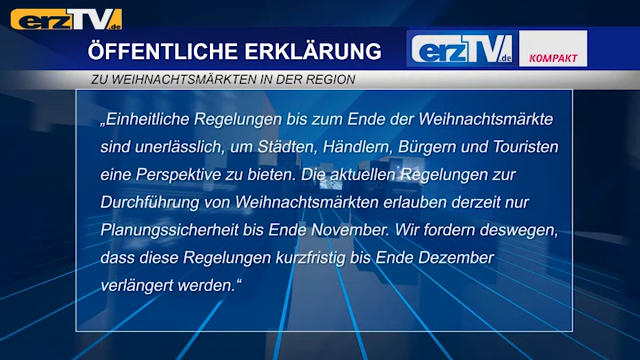 erzTV.de
ÖFFENTLICHE ERKLÄRUNG
erzTV.de
KOMPAKT
ZU WEIHNACHTSMÄRKTEN IN DER REGION
„Einheitliche Regelungen bis zum Ende der Weihnachtsmärkte
sind unerlässlich, um Städten, Händlern, Bürgern und Touristen
eine Perspektive zu bieten. Die aktuellen Regelungen zur
Durchführung von Weihnachtsmärkten erlauben derzeit nur
Planungssicherheit bis Ende November. Wir fordern deswegen,
dass diese Regelungen kurzfristig bis Ende Dezember
verlängert werden.“